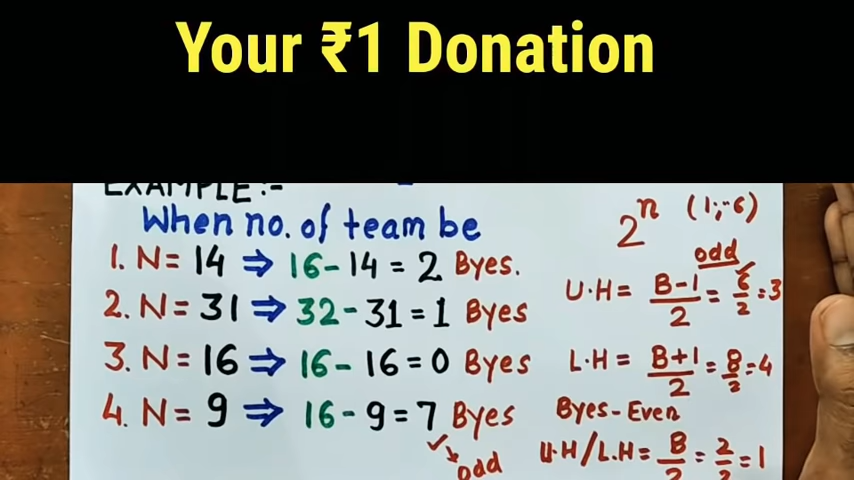 Your ₹1 Donation
EXAMPLE:-
When no. of team be
1. N= 14 ⇒ 16-14 = 2 Byes.
2. N= 31 ⇒ 32-31 = 1 Byes
3. N= 16 ⇒ 16-16 = 0 Byes
4. N= 9 ⇒ 16-9 = 7 Byes
odd
2^n (1,-6)
odd
U.H = B-1/2 = 6/2 = 3
L.H = B+1/2 = 8/2 = 4
Byes-Even
U.H/L.H = B/2 = 2/2 = 1